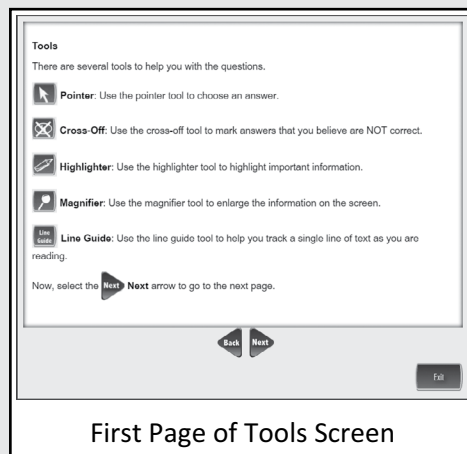 Tools
There are several tools to help you with the questions.
Pointer: Use the pointer tool to choose an answer.
Cross-Off: Use the cross-off tool to mark answers that you believe are NOT correct.
Highlighter: Use the highlighter tool to highlight important information.
Magnifier: Use the magnifier tool to enlarge the information on the screen.
Line Guide Line Guide: Use the line guide tool to help you track a single line of text as you are
reading.
Now, select the Next Next arrow to go to the next page.
Back Next
Exit
First Page of Tools Screen